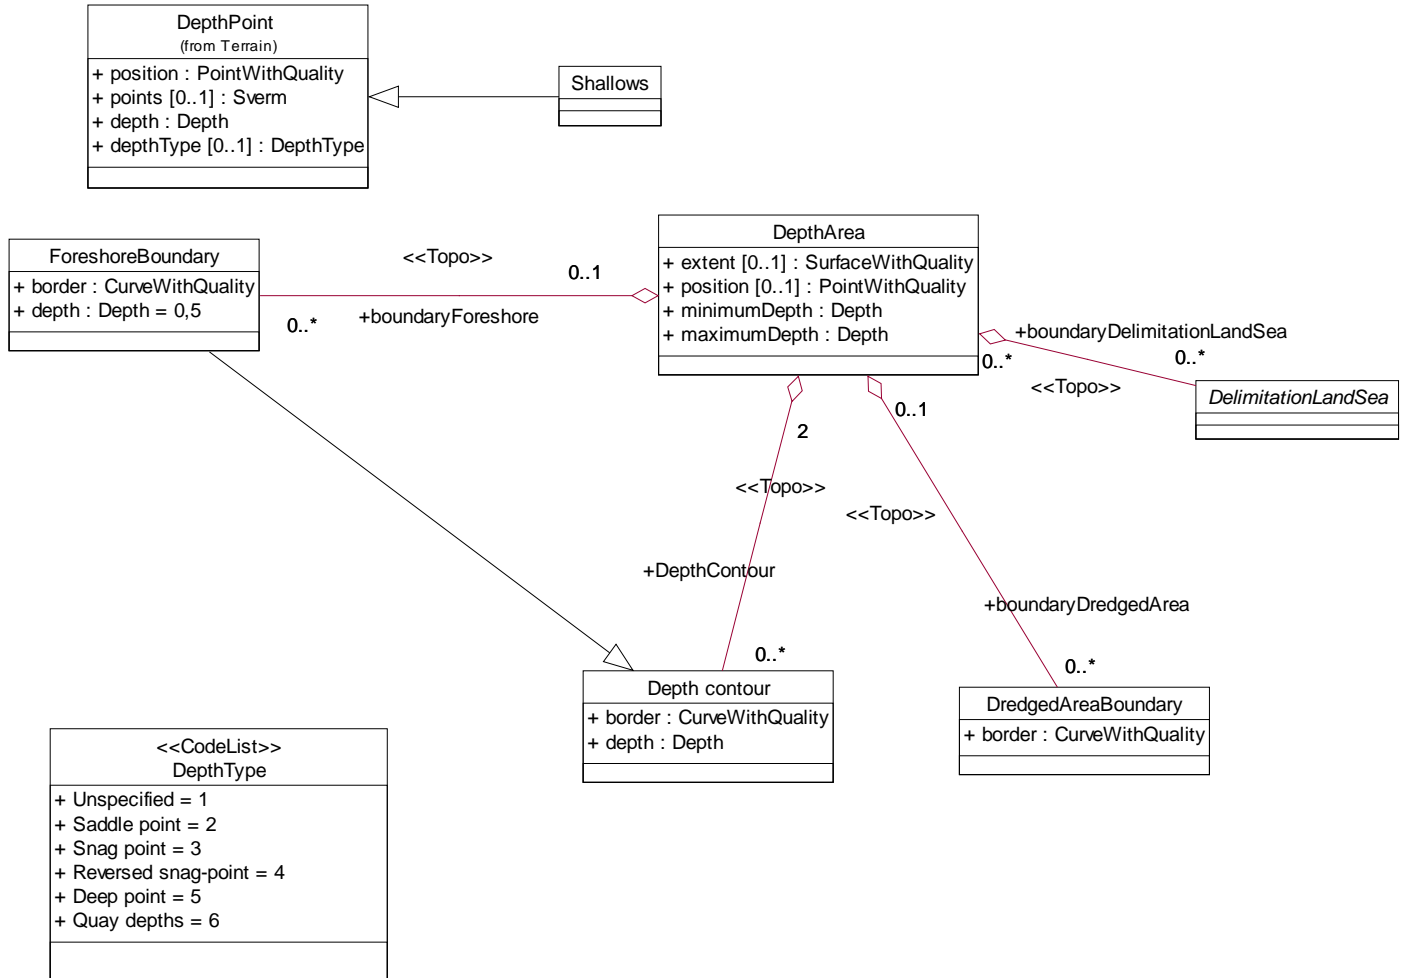 DepthPoint
(from Terrain)
+ position : PointWithQuality
+ points [0..1] : Sverm
+ depth : Depth
+ depthType [0..1] : DepthType
Shallows
ForeshoreBoundary
+ border : CurveWithQuality
+ depth : Depth = 0,5
<<Topo>>
0..1
0..*
+boundaryForeshore
DepthArea
+ extent [0..1] : SurfaceWithQuality
+ position [0..1] : PointWithQuality
+ minimumDepth : Depth
+ maximumDepth : Depth
+boundaryDelimitationLandSea
0..*
0..*
<<Topo>>
DelimitationLandSea
0..1
2
<<Topo>>
<<Topo>>
+DepthContour
+boundaryDredgedArea
0..*
0..*
Depth contour
+ border : CurveWithQuality
+ depth : Depth
DredgedAreaBoundary
+ border : CurveWithQuality
<<CodeList>>
DepthType
+ Unspecified = 1
+ Saddle point = 2
+ Snag point = 3
+ Reversed snag-point = 4
+ Deep point = 5
+ Quay depths = 6